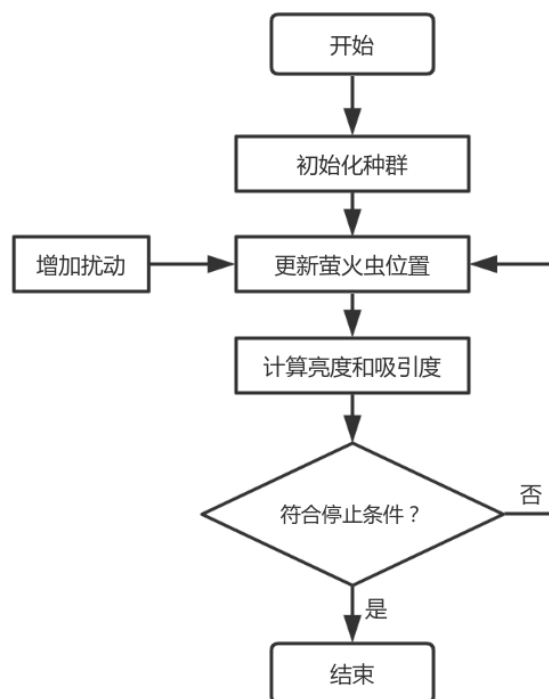 开始
初始化种群
增加扰动
更新萤火虫位置
计算亮度和吸引度
符合停止条件？
否
是
结束